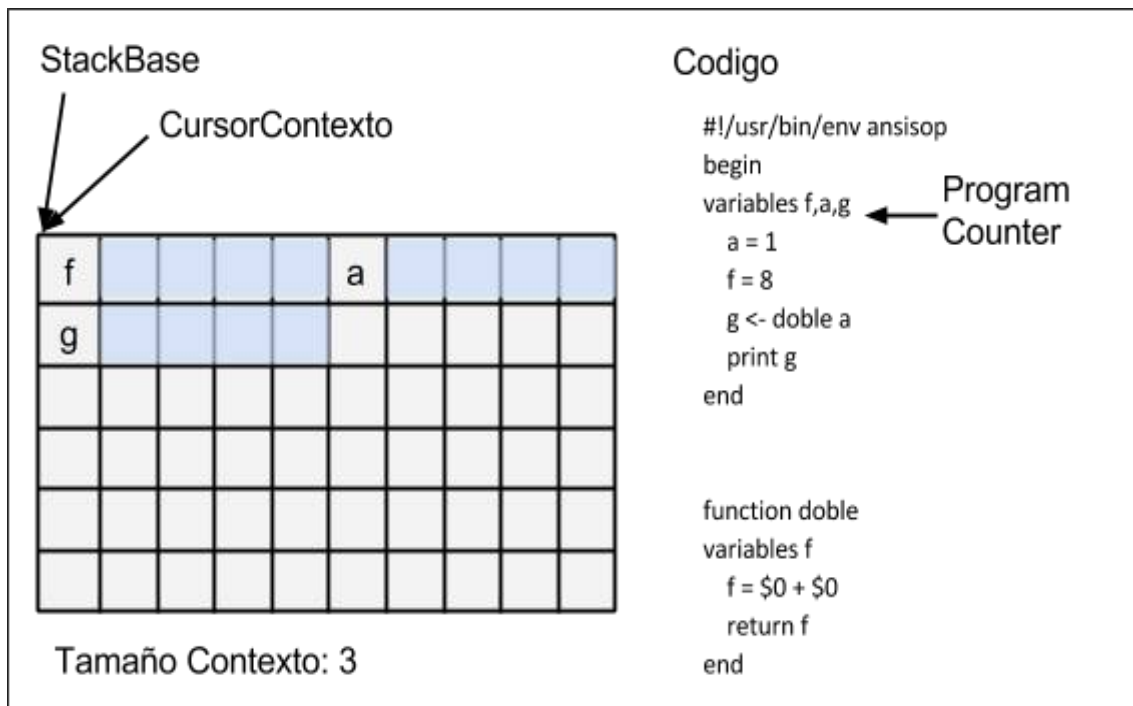 StackBase
CursorContexto
f a
g
Tamaño Contexto: 3
Codigo
#!/usr/bin/env ansisop
begin
variables f,a,g
a = 1
f = 8
g <- doble a
print g
end
Program
Counter
function doble
variables f
f = $0 + $0
return f
end